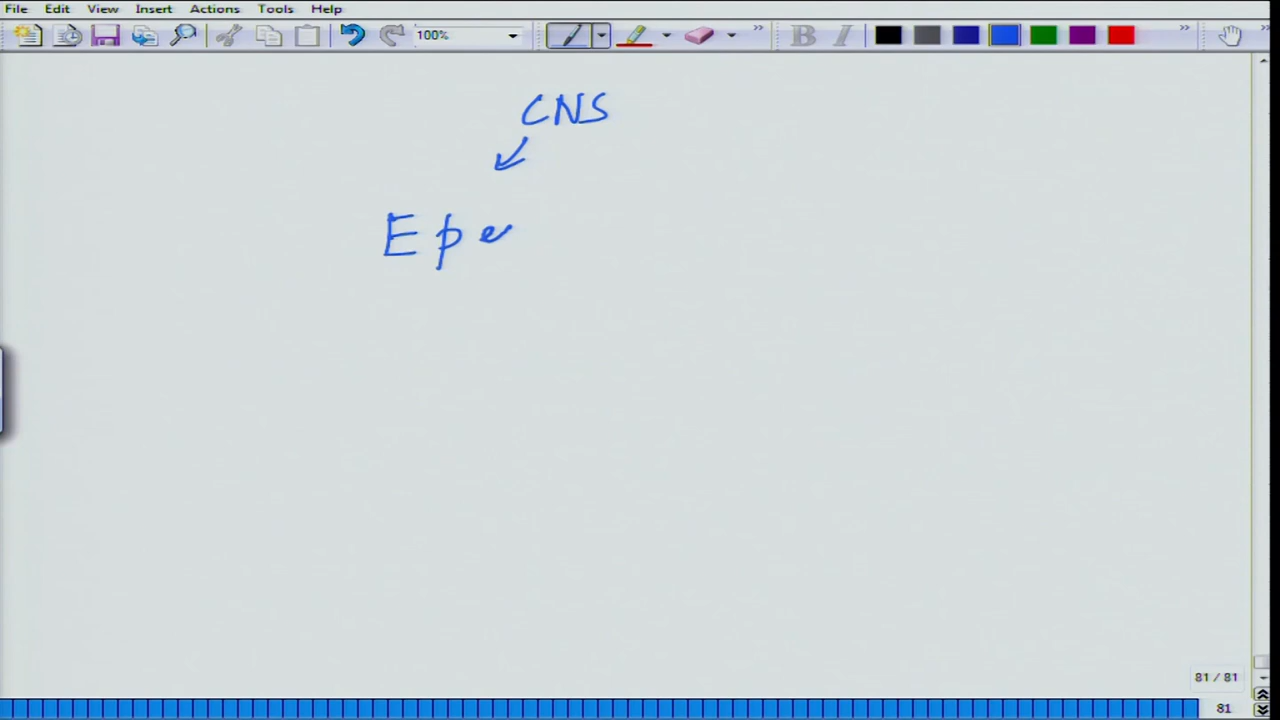 File Edit View Insert Actions Tools Help
100% B I
CNS
Epe
81 / 81
81